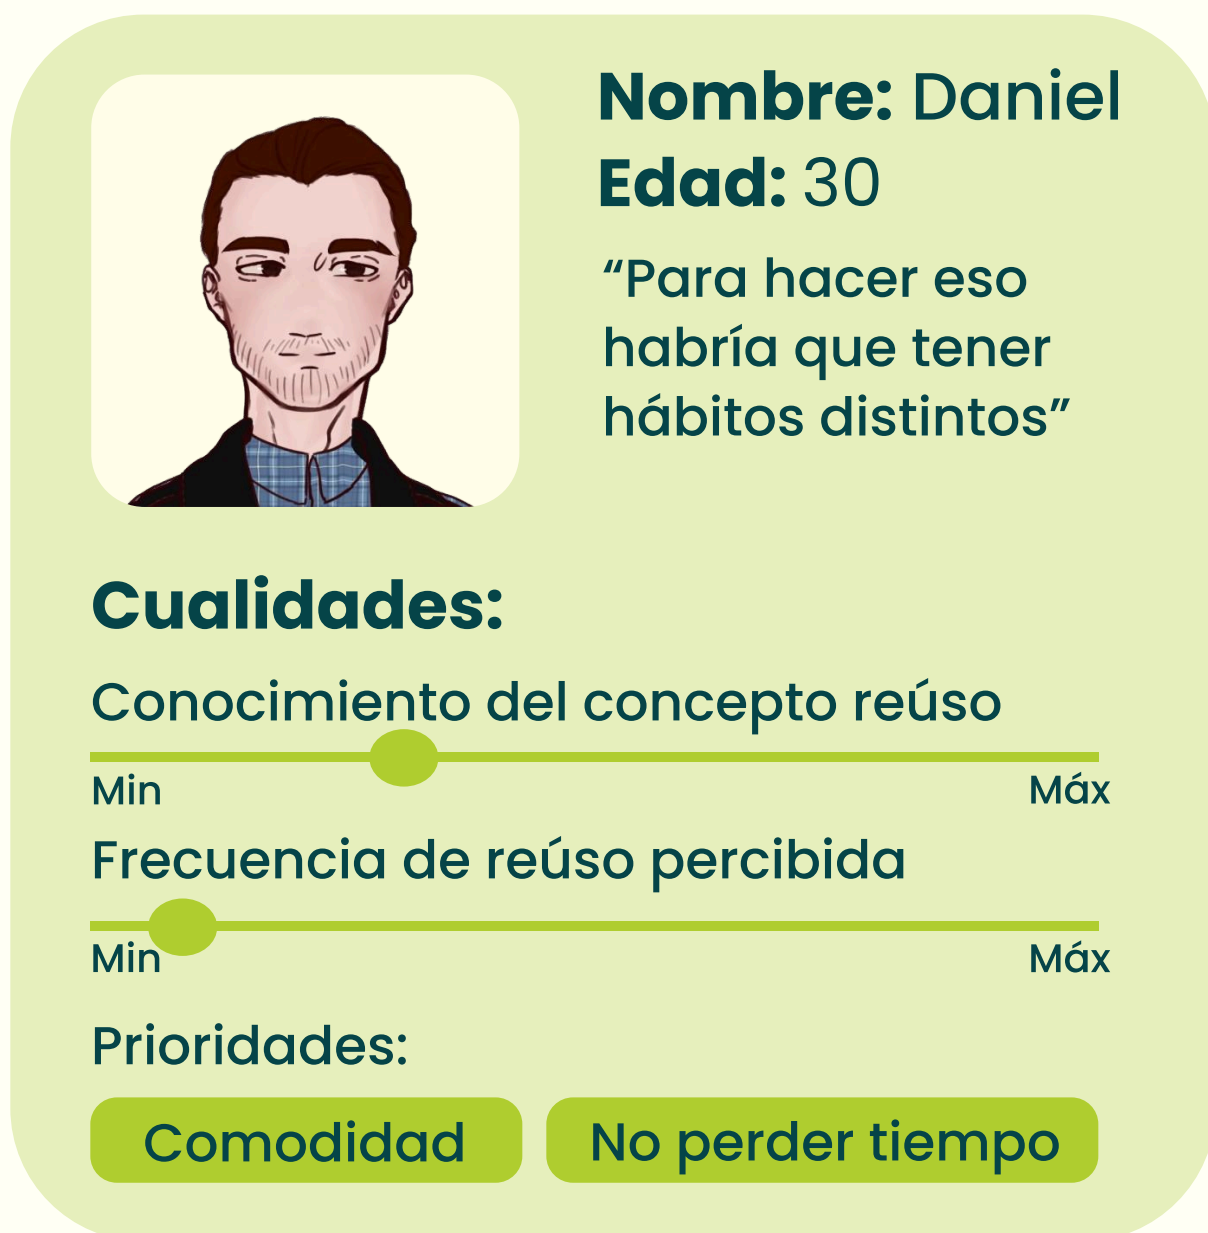 Nombre: Daniel
Edad: 30
“Para hacer eso
habría que tener
hábitos distintos”
Cualidades:
Conocimiento del concepto reúso
Min Máx
Frecuencia de reúso percibida
Min Máx
Prioridades:
Comodidad No perder tiempo